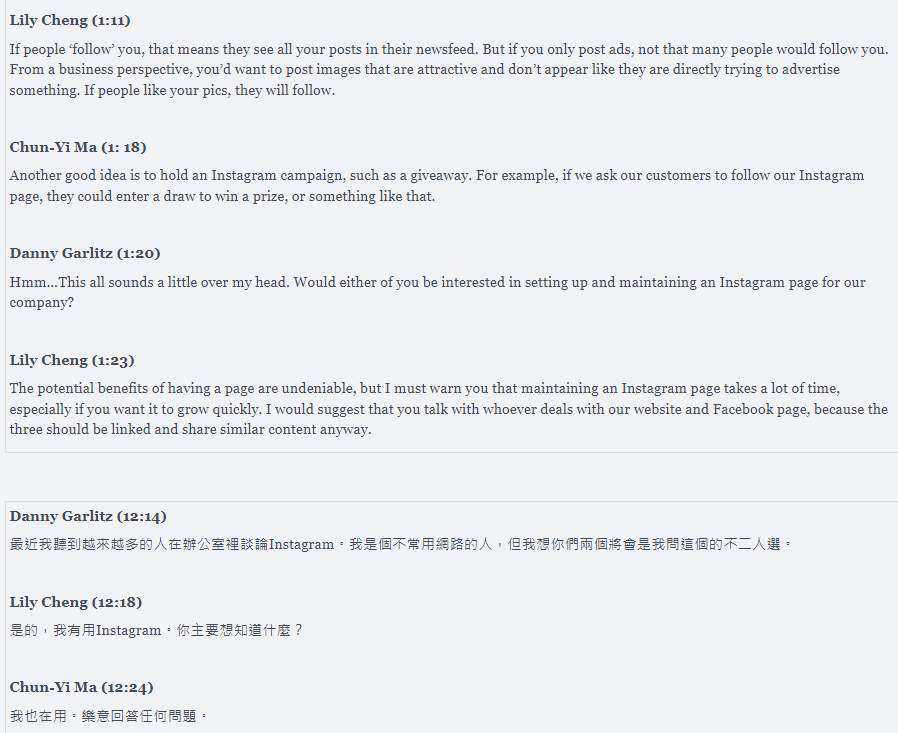 Lily Cheng (1:11)
If people ‘follow’ you, that means they see all your posts in their newsfeed. But if you only post ads, not that many people would follow you.
From a business perspective, you’d want to post images that are attractive and don’t appear like they are directly trying to advertise
something. If people like your pics, they will follow.
Chun-Yi Ma (1: 18)
Another good idea is to hold an Instagram campaign, such as a giveaway. For example, if we ask our customers to follow our Instagram
page, they could enter a draw to win a prize, or something like that.
Danny Garlitz (1:20)
Hmm...This all sounds a little over my head. Would either of you be interested in setting up and maintaining an Instagram page for our
company?
Lily Cheng (1:23)
The potential benefits of having a page are undeniable, but I must warn you that maintaining an Instagram page takes a lot of time,
especially if you want it to grow quickly. I would suggest that you talk with whoever deals with our website and Facebook page, because the
three should be linked and share similar content anyway.
Danny Garlitz (12:14)
最近我聽到越來越多的人在辦公室裡談論Instagram。我是個不常用網路的人，但我想你們兩個將會是我問這個的不二人選。
Lily Cheng (12:18)
是的，我有用Instagram。你主要想知道什麼？
Chun-Yi Ma (12:24)
我也在用。樂意回答任何問題。